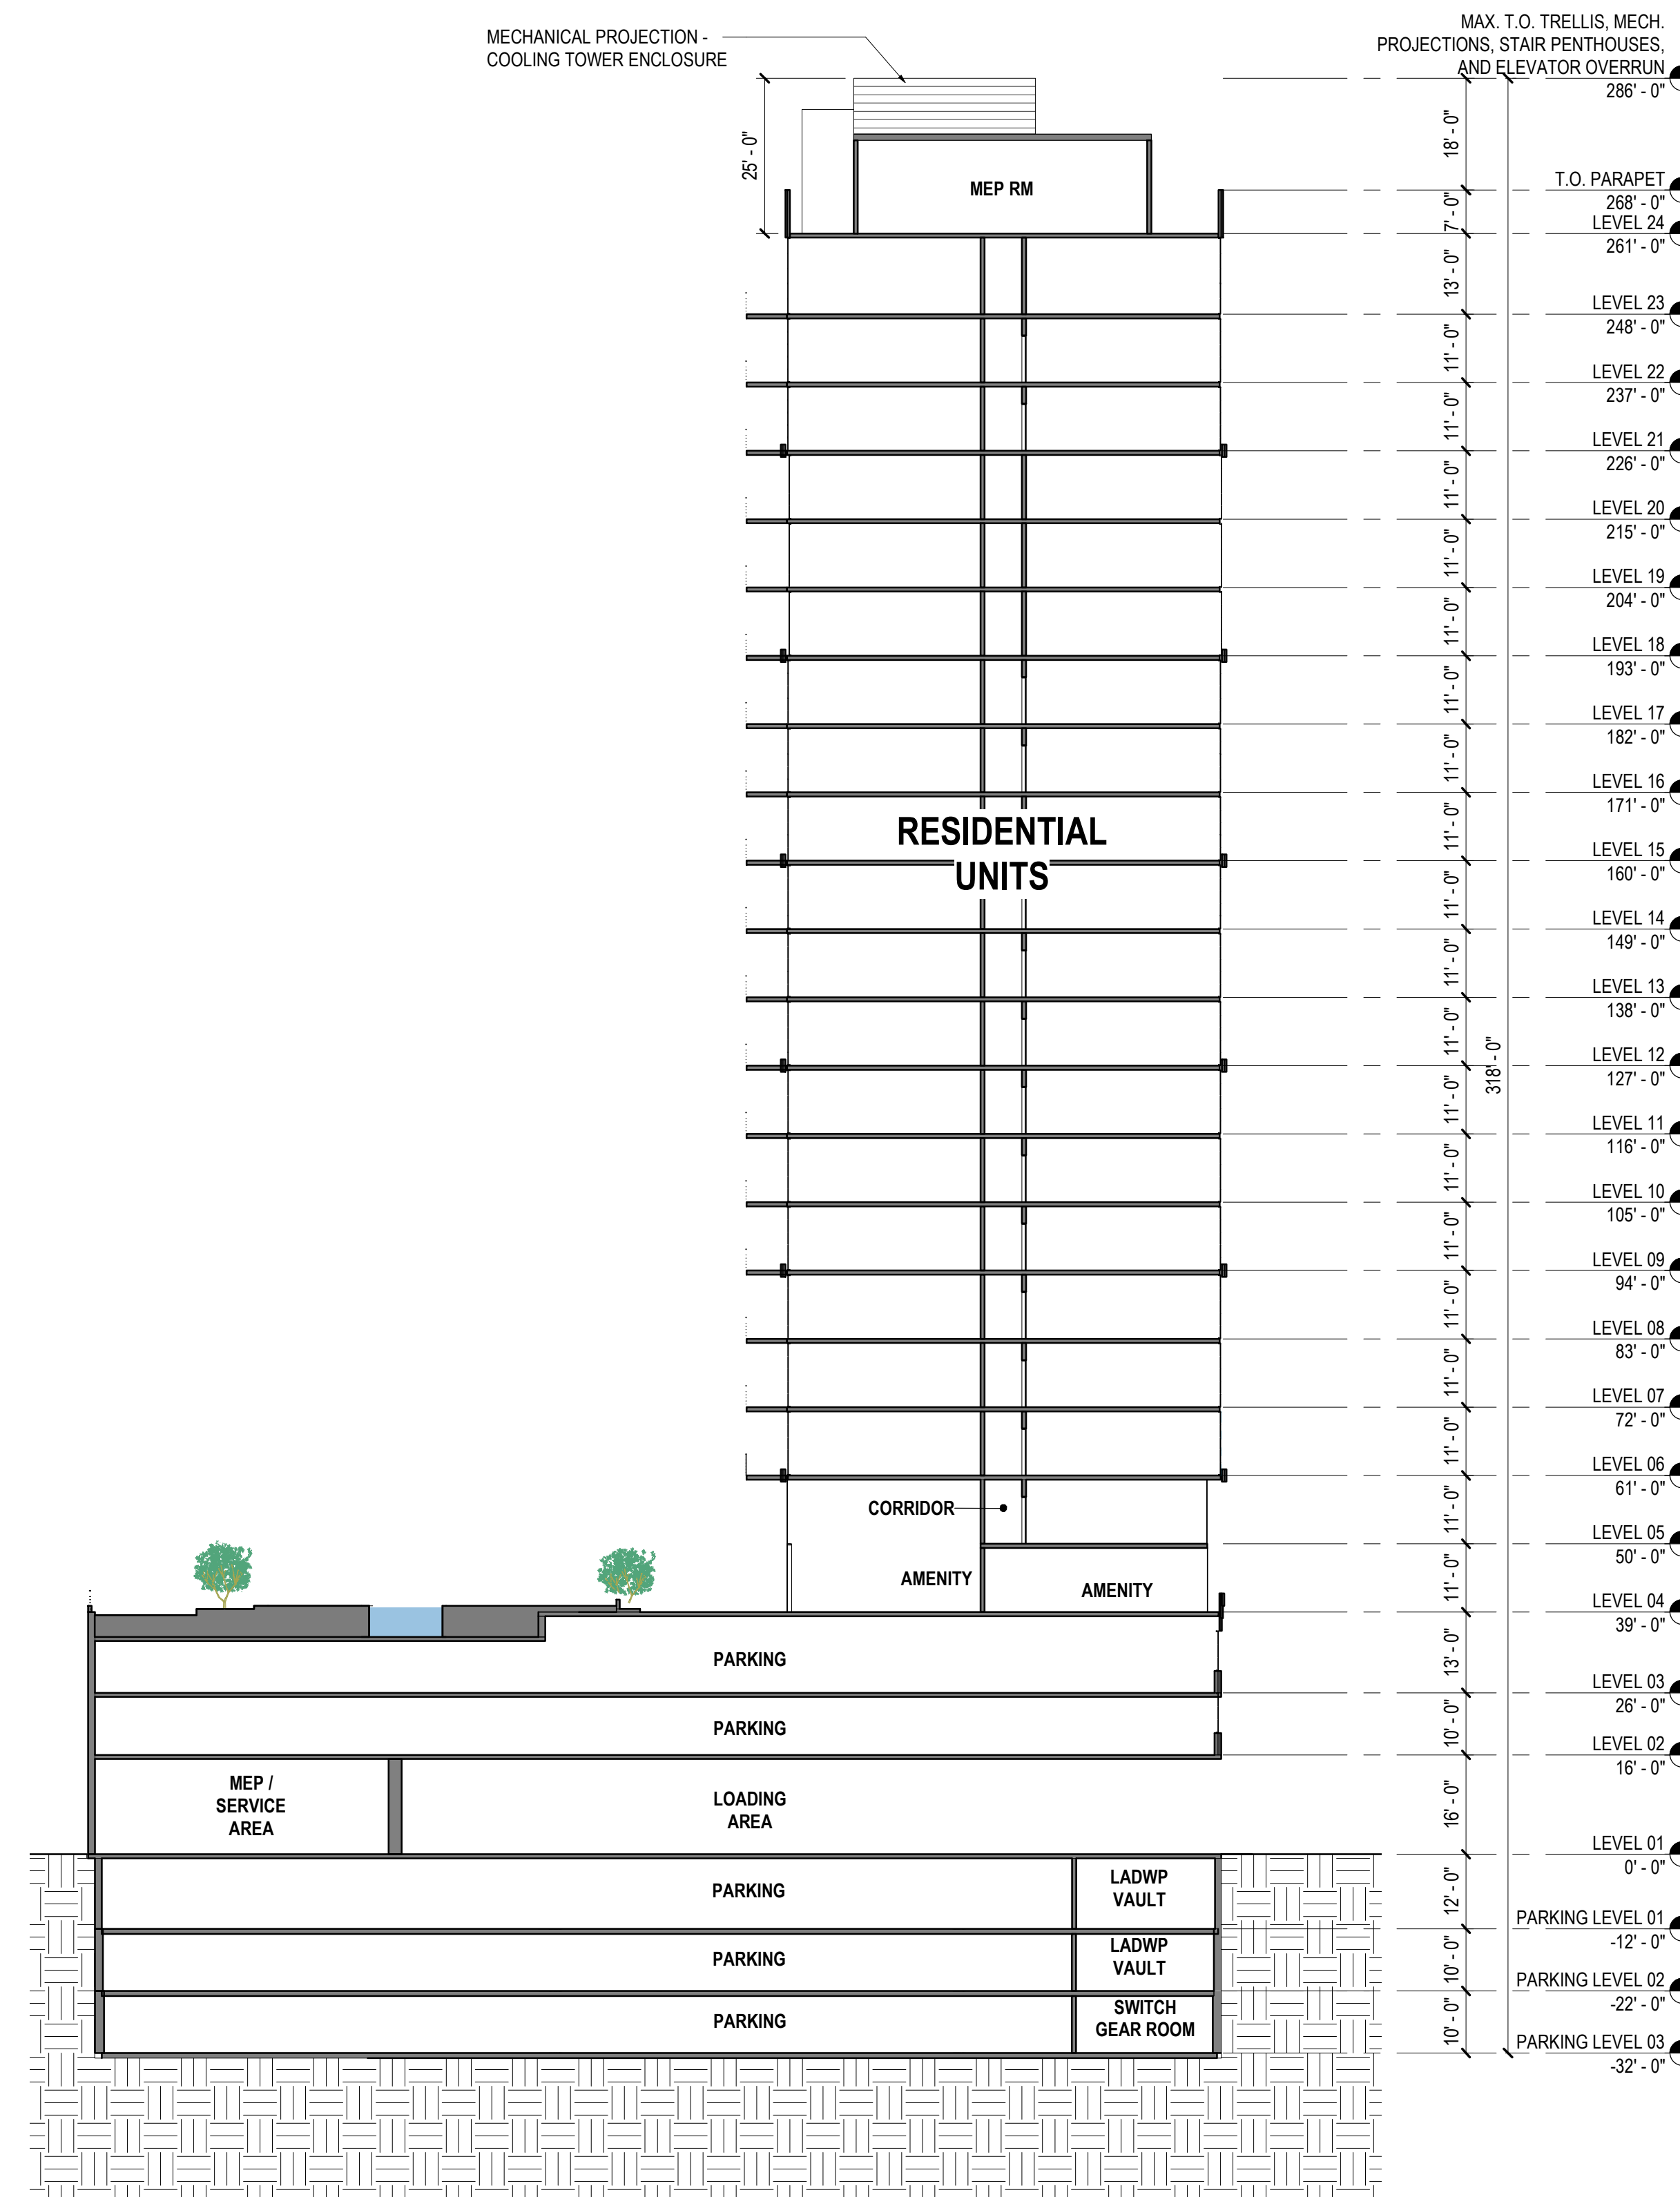 MECHANICAL PROJECTION -
COOLING TOWER ENCLOSURE
MAX. T.O. TRELLIS, MECH.
PROJECTIONS, STAIR PENTHOUSES,
AND ELEVATOR OVERRUN
286' - 0"
25' - 0"
18' - 0"
MEP RM
T.O. PARAPET
268' - 0"
7' - 0"
LEVEL 24
261' - 0"
13' - 0"
LEVEL 23
248' - 0"
11' - 0"
LEVEL 22
237' - 0"
11' - 0"
LEVEL 21
226' - 0"
11' - 0"
LEVEL 20
215' - 0"
11' - 0"
LEVEL 19
204' - 0"
11' - 0"
LEVEL 18
193' - 0"
11' - 0"
LEVEL 17
182' - 0"
11' - 0"
LEVEL 16
171' - 0"
11' - 0"
RESIDENTIAL
UNITS
LEVEL 15
160' - 0"
11' - 0"
LEVEL 14
149' - 0"
11' - 0"
LEVEL 13
138' - 0"
11' - 0"
318' - 0"
LEVEL 12
127' - 0"
11' - 0"
LEVEL 11
116' - 0"
11' - 0"
LEVEL 10
105' - 0"
11' - 0"
LEVEL 09
94' - 0"
11' - 0"
LEVEL 08
83' - 0"
11' - 0"
LEVEL 07
72' - 0"
11' - 0"
LEVEL 06
61' - 0"
11' - 0"
CORRIDOR
LEVEL 05
50' - 0"
11' - 0"
AMENITY
AMENITY
LEVEL 04
39' - 0"
13' - 0"
PARKING
LEVEL 03
26' - 0"
10' - 0"
PARKING
LEVEL 02
16' - 0"
16' - 0"
MEP /
SERVICE
AREA
LOADING
AREA
LEVEL 01
0' - 0"
12' - 0"
PARKING
LADWP
VAULT
PARKING LEVEL 01
-12' - 0"
10' - 0"
PARKING
LADWP
VAULT
PARKING LEVEL 02
-22' - 0"
10' - 0"
PARKING
SWITCH
GEAR ROOM
PARKING LEVEL 03
-32' - 0"